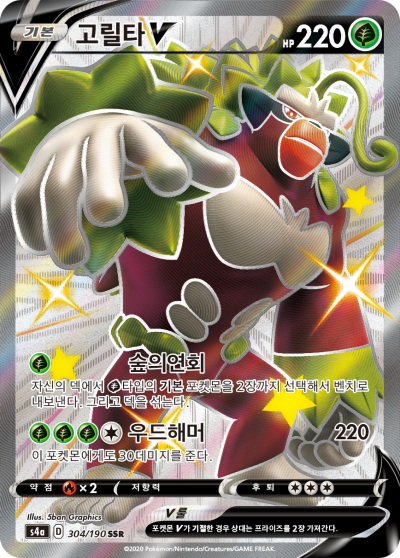 기본 고릴타 V HP 220
숲의연회
자신의 덱에서 타입의 기본 포켓몬을 2장까지 선택해서 벤치로
내보낸다. 그리고 덱을 섞는다.
우드해머 220
이 포켓몬에게도 30데미지를 준다.
약점 ×2 저항력 후퇴
Illus. 5ban Graphics
V룰
s4a D 304/190 SSR
포켓몬 V가 기절한 경우 상대는 프라이즈를 2장 가져간다.
©2020 Pokémon/Nintendo/Creatures/GAME FREAK.